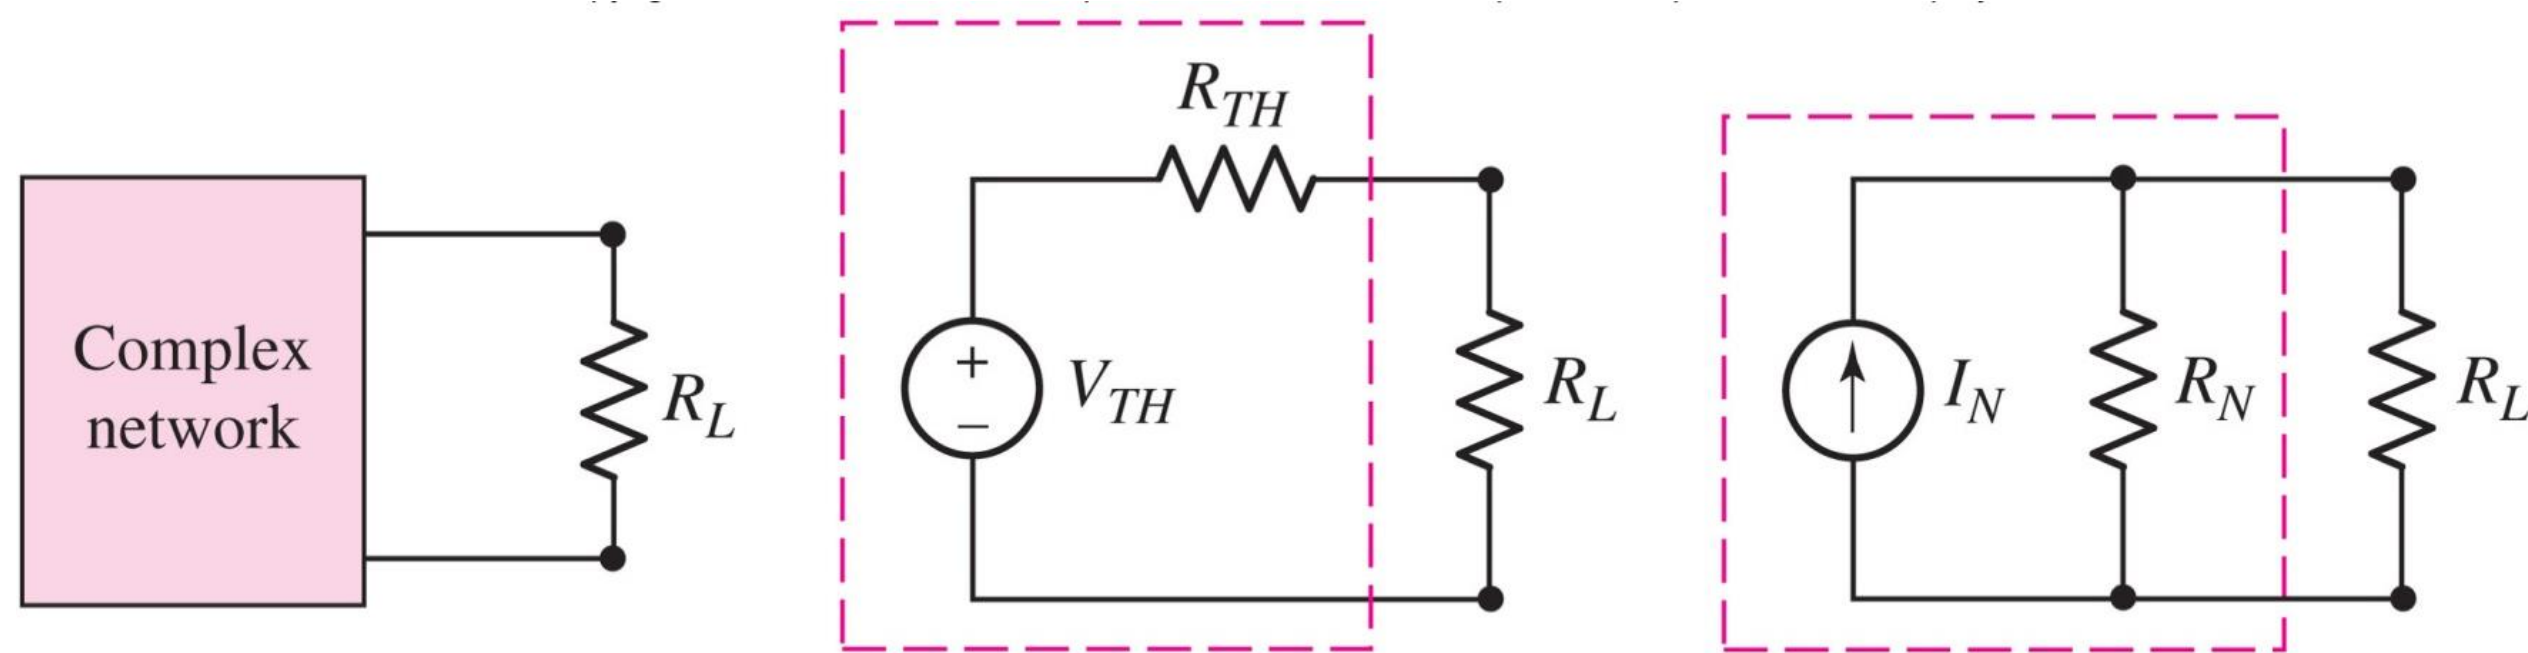 Complex
network
R_L
R_TH
+
−
V_TH
R_L
I_N
R_N
R_L